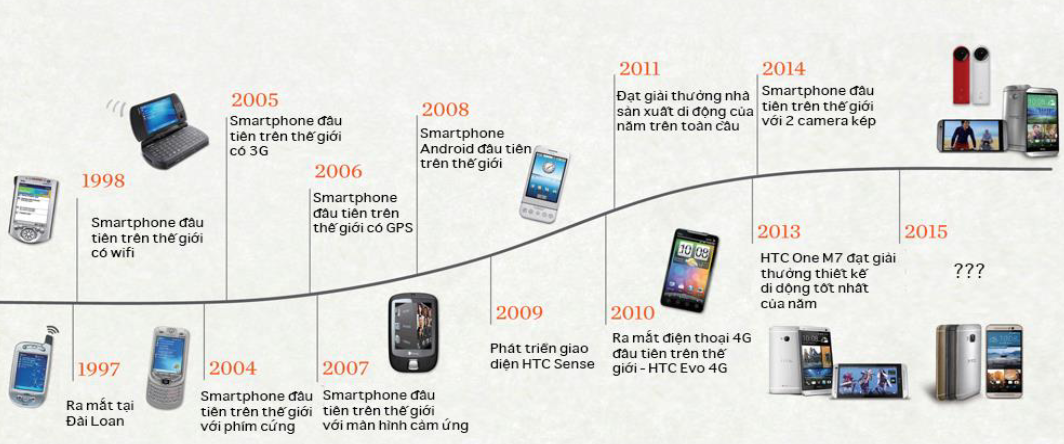 1997
Ra mắt tại
Đài Loan
1998
Smartphone đầu
tiên trên thế giới
có wifi
2004
Smartphone đầu
tiên trên thế giới
với phím cứng
2005
Smartphone đầu
tiên trên thế giới
có 3G
2006
Smartphone
đầu tiên trên
thế giới có GPS
2007
Smartphone đầu
tiên trên thế giới
với màn hình cảm ứng
2008
Smartphone
Android đầu tiên
trên thế giới
2009
Phát triển giao
diện HTC Sense
2010
Ra mắt điện thoại 4G
đầu tiên trên thế
giới - HTC Evo 4G
10:08
2011
Đạt giải thưởng nhà
sản xuất di động của
năm trên toàn cầu
2013
HTC One M7 đạt giải
thưởng thiết kế
di động tốt nhất
của năm
2014
Smartphone đầu
tiên trên thế giới
với 2 camera kép
2015
???